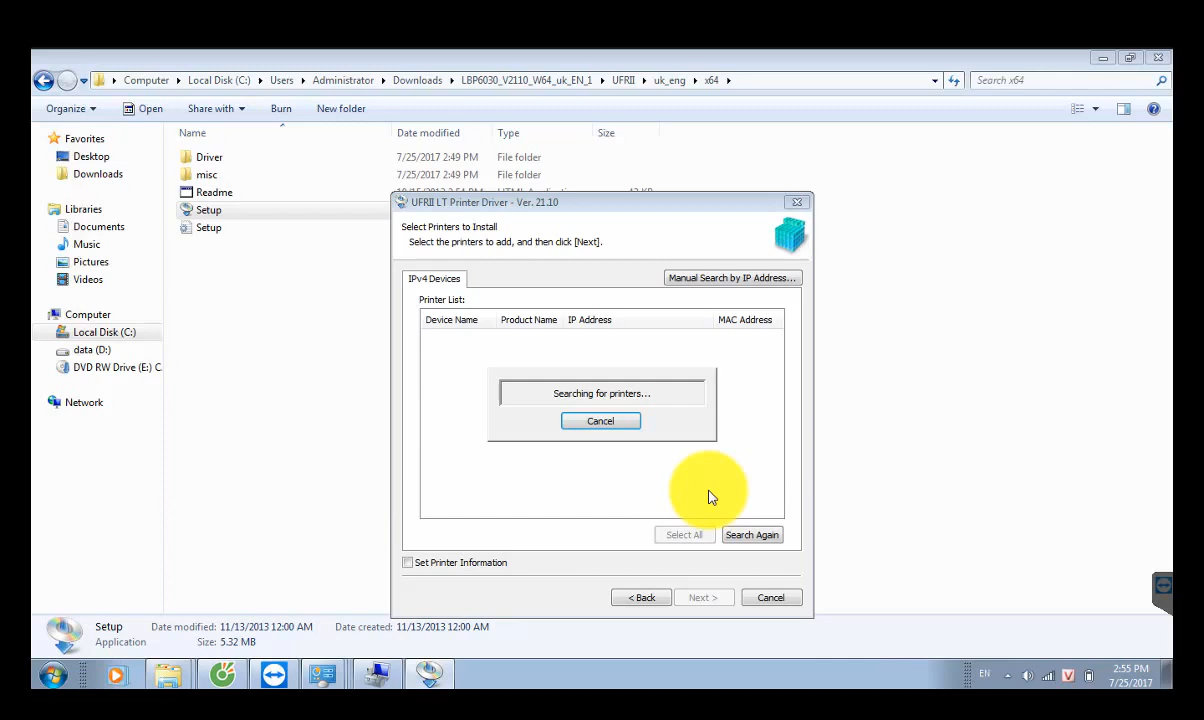 Computer ▸ Local Disk (C:) ▸ Users ▸ Administrator ▸ Downloads ▸ LBP6030_V2110_W64_uk_EN_1 ▸ UFRII ▸ uk_eng ▸ x64 ▸
Search x64
Organize ▾ Open Share with ▾ Burn New folder
Name Date modified Type Size
Favorites
Desktop
Downloads
Libraries
Documents
Music
Pictures
Videos
Computer
Local Disk (C:)
data (D:)
DVD RW Drive (E:) C
Network
Driver 7/25/2017 2:49 PM File folder
misc 7/25/2017 2:49 PM File folder
Readme
Setup
Setup
UFRII LT Printer Driver - Ver. 21.10
Select Printers to Install
Select the printers to add, and then click [Next].
IPv4 Devices
Manual Search by IP Address...
Printer List:
Device Name Product Name IP Address MAC Address
Searching for printers...
Cancel
Select All Search Again
Set Printer Information
< Back Next > Cancel
Setup Date modified: 11/13/2013 12:00 AM Date created: 11/13/2013 12:00 AM
Application Size: 5.32 MB
EN
V
2:55 PM
7/25/2017